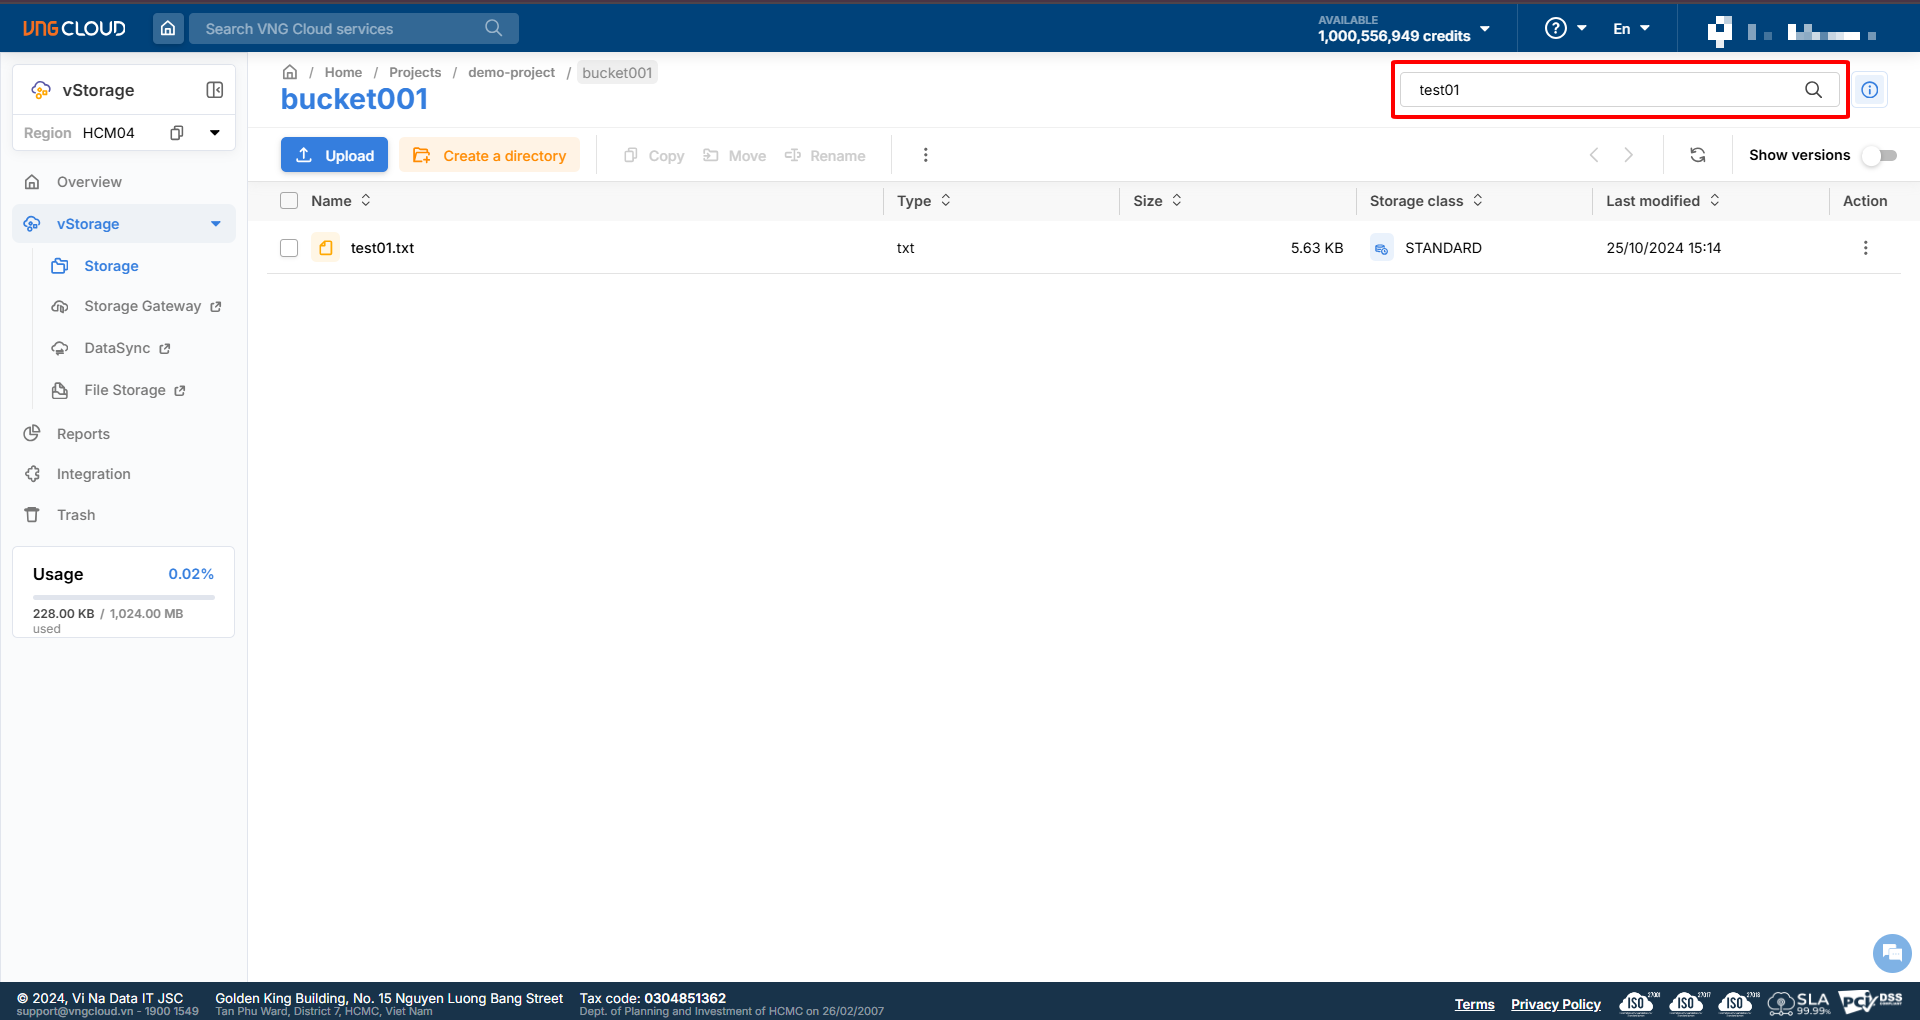 VNG CLOUD
Search VNG Cloud services
AVAILABLE
1,000,556,949 credits
En
vStorage
Region HCM04
Overview
vStorage
Storage
Storage Gateway
DataSync
File Storage
Reports
Integration
Trash
Usage 0.02%
228.00 KB / 1,024.00 MB
used
/ Home / Projects / demo-project / bucket001
bucket001
test01
Upload Create a directory Copy Move Rename Show versions
Name Type Size Storage class Last modified Action
test01.txt txt 5.63 KB STANDARD 25/10/2024 15:14
© 2024, Vi Na Data IT JSC
support@vngcloud.vn - 1900 1549
Golden King Building, No. 15 Nguyen Luong Bang Street
Tan Phu Ward, District 7, HCMC, Viet Nam
Tax code: 0304851362
Dept. of Planning and Investment of HCMC on 26/02/2007
Terms Privacy Policy
ISO 27001
ISO 27017
ISO 27018
SLA
99.99%
PCI DSS